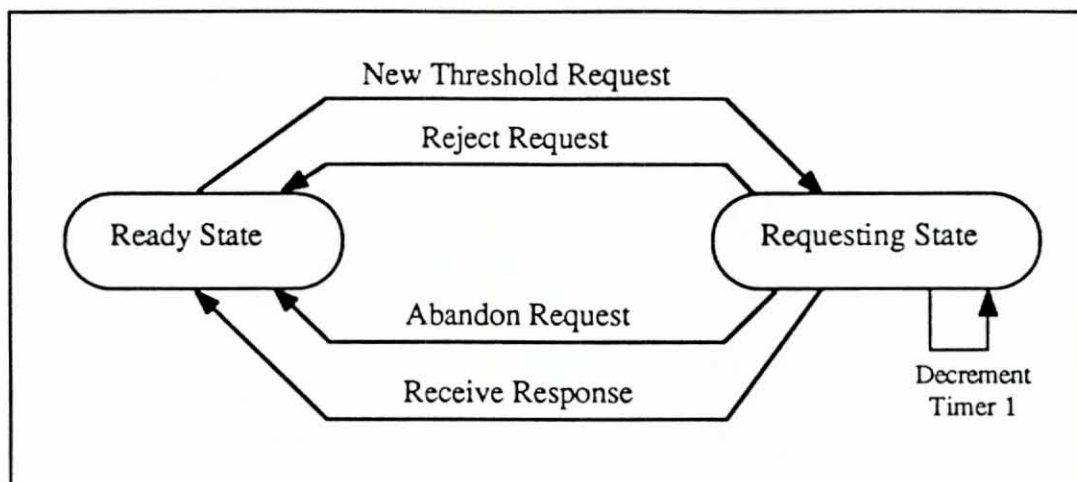 New Threshold Request
Reject Request
Ready State
Requesting State
Abandon Request
Receive Response
Decrement
Timer 1